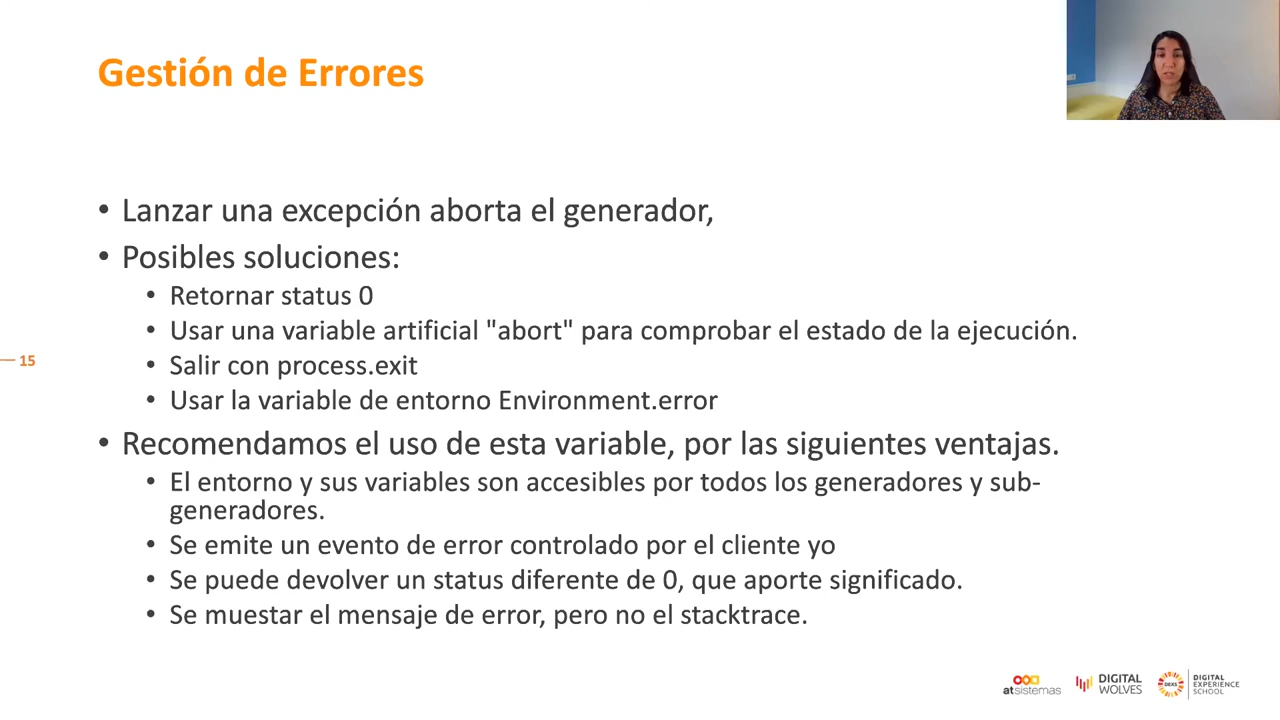 Gestión de Errores
• Lanzar una excepción aborta el generador,
• Posibles soluciones:
• Retornar status 0
• Usar una variable artificial "abort" para comprobar el estado de la ejecución.
• Salir con process.exit
• Usar la variable de entorno Environment.error
• Recomendamos el uso de esta variable, por las siguientes ventajas.
• El entorno y sus variables son accesibles por todos los generadores y sub-
generadores.
• Se emite un evento de error controlado por el cliente yo
• Se puede devolver un status diferente de 0, que aporte significado.
• Se muestar el mensaje de error, pero no el stacktrace.
15
atsistemas
DIGITAL
WOLVES
DEXS
DIGITAL
EXPERIENCE
SCHOOL